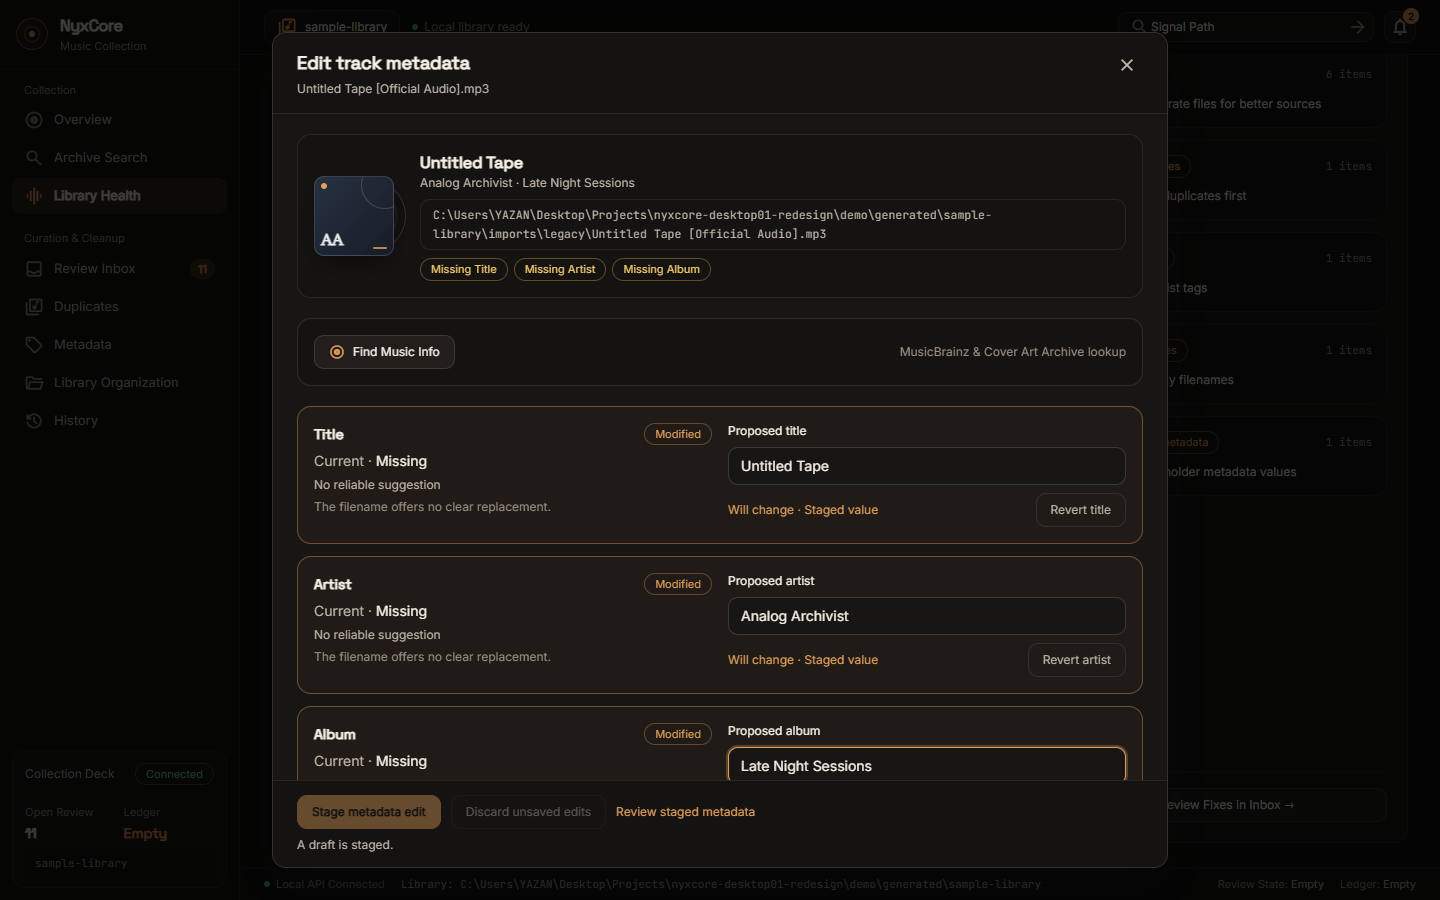 NyxCore
Music Collection
Collection
Overview
Archive Search
Library Health
Curation & Cleanup
Review Inbox
11
Duplicates
Metadata
Library Organization
History
Collection Deck
Connected
Open Review
Ledger
11
Empty
sample-library
sample-library
Local library ready
Signal Path
2
Edit track metadata
Untitled Tape [Official Audio].mp3
Untitled Tape
Analog Archivist · Late Night Sessions
C:\Users\YAZAN\Desktop\Projects\nyxcore-desktop01-redesign\demo\generated\sample-
library\imports\legacy\Untitled Tape [Official Audio].mp3
Missing Title
Missing Artist
Missing Album
AA
Find Music Info
MusicBrainz & Cover Art Archive lookup
Title
Modified
Current · Missing
No reliable suggestion
The filename offers no clear replacement.
Proposed title
Untitled Tape
Will change · Staged value
Revert title
Artist
Modified
Current · Missing
No reliable suggestion
The filename offers no clear replacement.
Proposed artist
Analog Archivist
Will change · Staged value
Revert artist
Album
Modified
Current · Missing
Proposed album
Late Night Sessions
Stage metadata edit
Discard unsaved edits
Review staged metadata
A draft is staged.
6 items
rate files for better sources
es
1 items
duplicates first
1 items
ist tags
es
1 items
y filenames
etadata
1 items
holder metadata values
eview Fixes in Inbox →
Local API Connected
Library: C:\Users\YAZAN\Desktop\Projects\nyxcore-desktop01-redesign\demo\generated\sample-library
Review State: Empty
Ledger: Empty